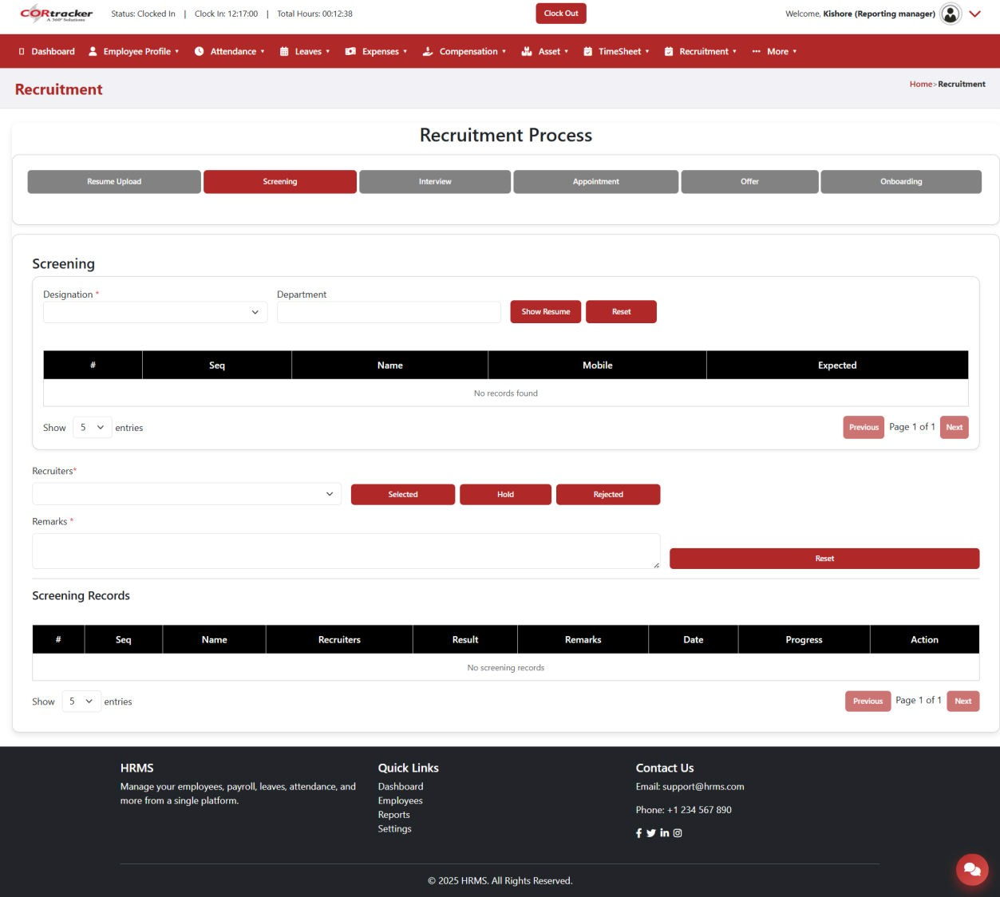 CORtracker
A 360° Solutions
Status: Clocked In | Clock In: 12:17:00 | Total Hours: 00:12:38
Clock Out
Welcome, Kishore (Reporting manager)
Dashboard Employee Profile Attendance Leaves Expenses Compensation Asset TimeSheet Recruitment More
Recruitment
Home>Recruitment
Recruitment Process
Resume Upload Screening Interview Appointment Offer Onboarding
Screening
Designation * Department
Show Resume Reset
# Seq Name Mobile Expected
No records found
Show 5 entries Previous Page 1 of 1 Next
Recruiters*
Selected Hold Rejected
Remarks *
Reset
Screening Records
# Seq Name Recruiters Result Remarks Date Progress Action
No screening records
Show 5 entries Previous Page 1 of 1 Next
HRMS
Manage your employees, payroll, leaves, attendance, and
more from a single platform.
Quick Links
Dashboard
Employees
Reports
Settings
Contact Us
Email: support@hrms.com
Phone: +1 234 567 890
© 2025 HRMS. All Rights Reserved.